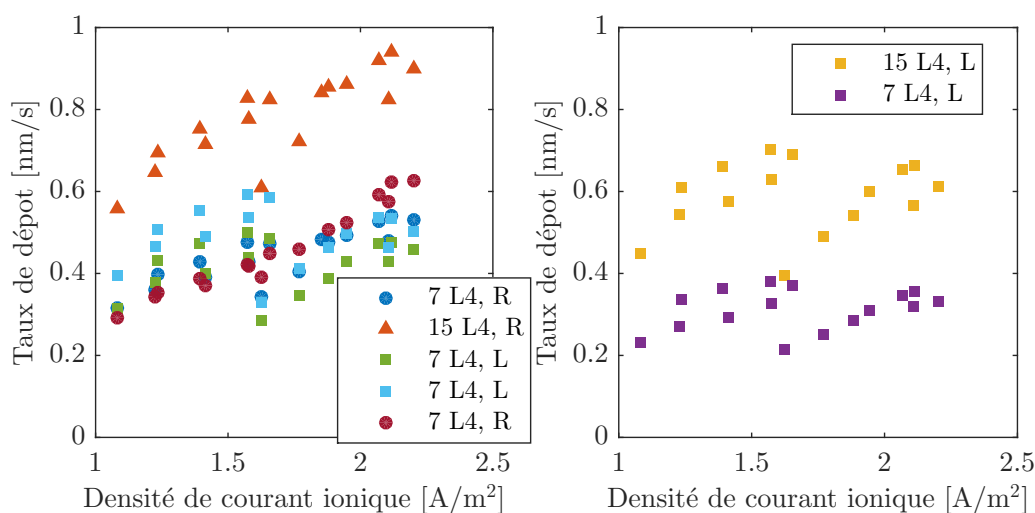 Taux de dépot [nm/s]
1
0.8
0.6
0.4
0.2
0
1
1.5
2
2.5
Densité de courant ionique [A/m²]
7 L4, R
15 L4, R
7 L4, L
7 L4, L
7 L4, R
Taux de dépot [nm/s]
1
0.8
0.6
0.4
0.2
0
1
1.5
2
2.5
Densité de courant ionique [A/m²]
15 L4, L
7 L4, L